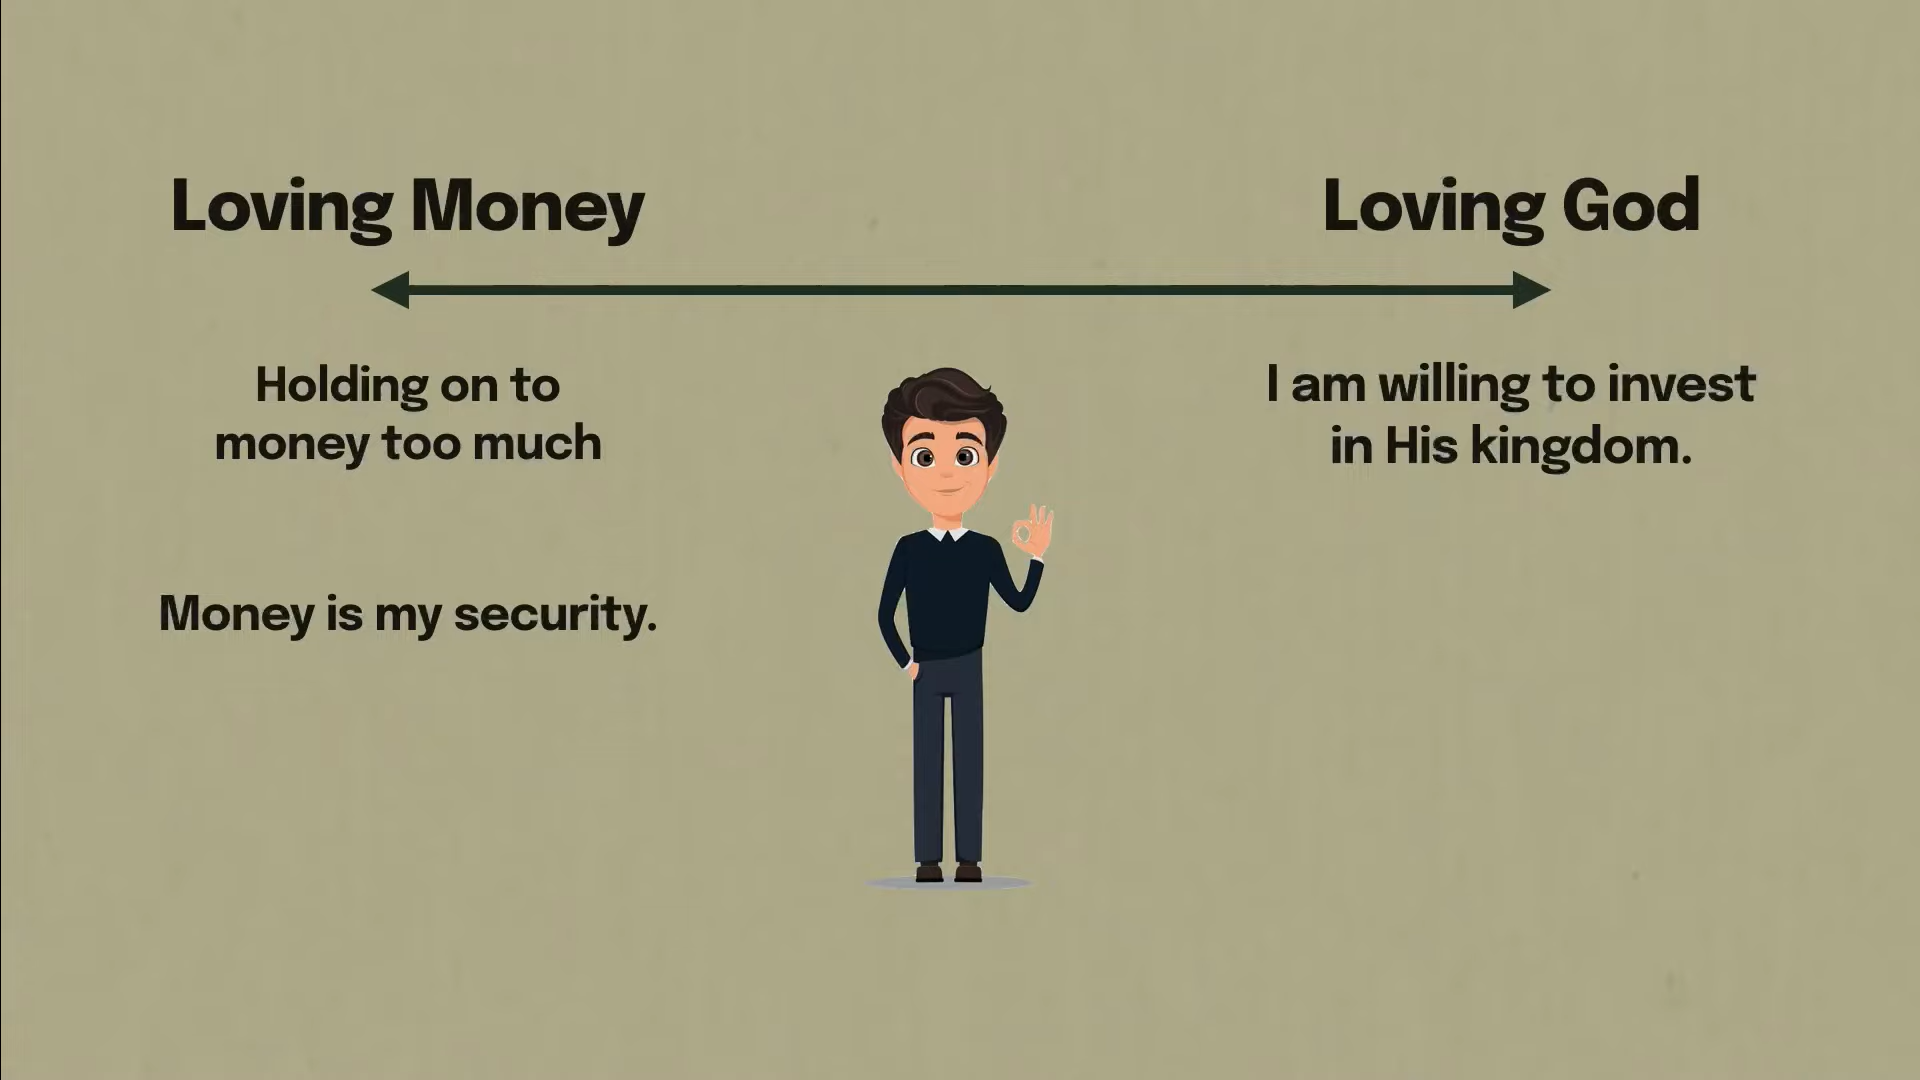 Loving Money
Loving God
Holding on to
money too much
I am willing to invest
in His kingdom.
Money is my security.